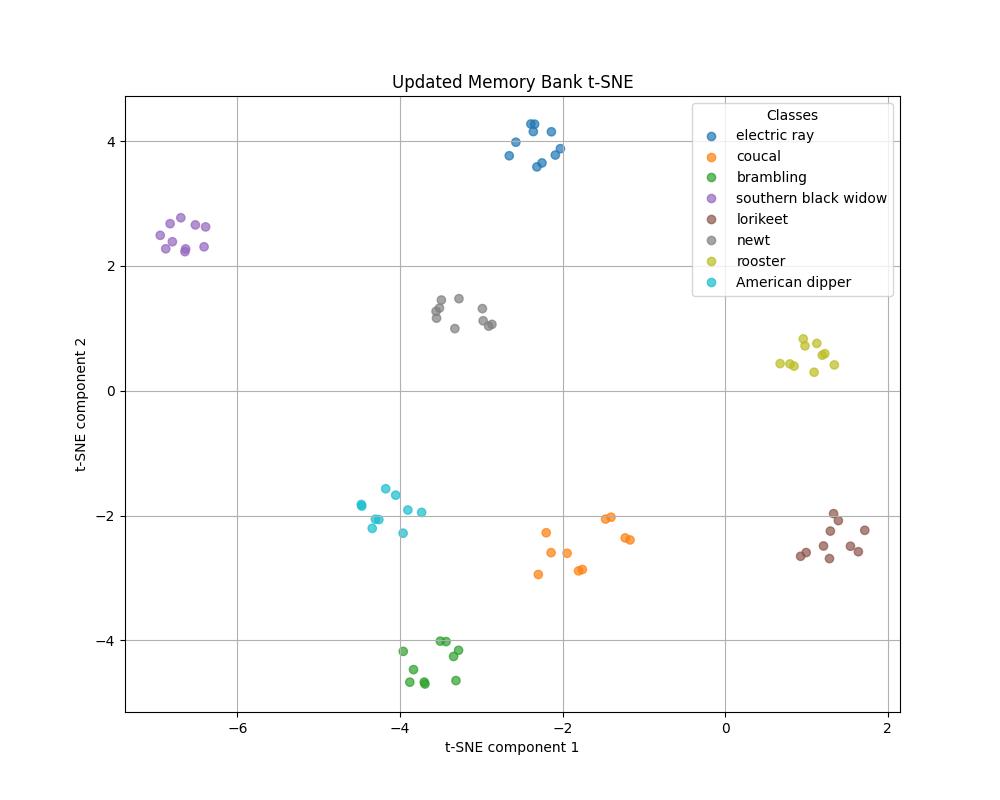 Updated Memory Bank t-SNE
Classes
electric ray
coucal
brambling
southern black widow
lorikeet
newt
rooster
American dipper
4
2
0
−2
−4
t-SNE component 2
−6
−4
−2
0
2
t-SNE component 1